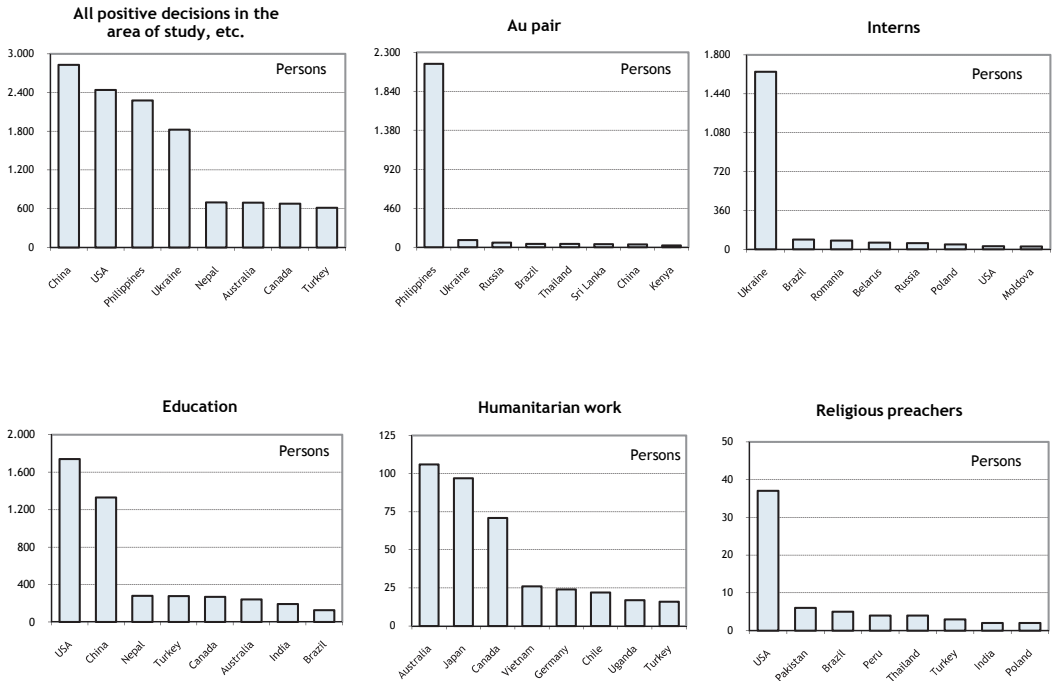 All positive decisions in the
area of study, etc.
Persons
3.000
2.400
1.800
1.200
600
0
China
USA
Philippines
Ukraine
Nepal
Australia
Canada
Turkey
Au pair
Persons
2.300
1.840
1.380
920
460
0
Philippines
Ukraine
Russia
Brazil
Thailand
Sri Lanka
China
Kenya
Interns
Persons
1.800
1.440
1.080
720
360
0
Ukraine
Brazil
Romania
Belarus
Russia
Poland
USA
Moldova
Education
Persons
2.000
1.600
1.200
800
400
0
USA
China
Nepal
Turkey
Canada
Australia
India
Brazil
Humanitarian work
Persons
125
100
75
50
25
0
Australia
Japan
Canada
Vietnam
Germany
Chile
Uganda
Turkey
Religious preachers
Persons
50
40
30
20
10
0
USA
Pakistan
Brazil
Peru
Thailand
Turkey
India
Poland